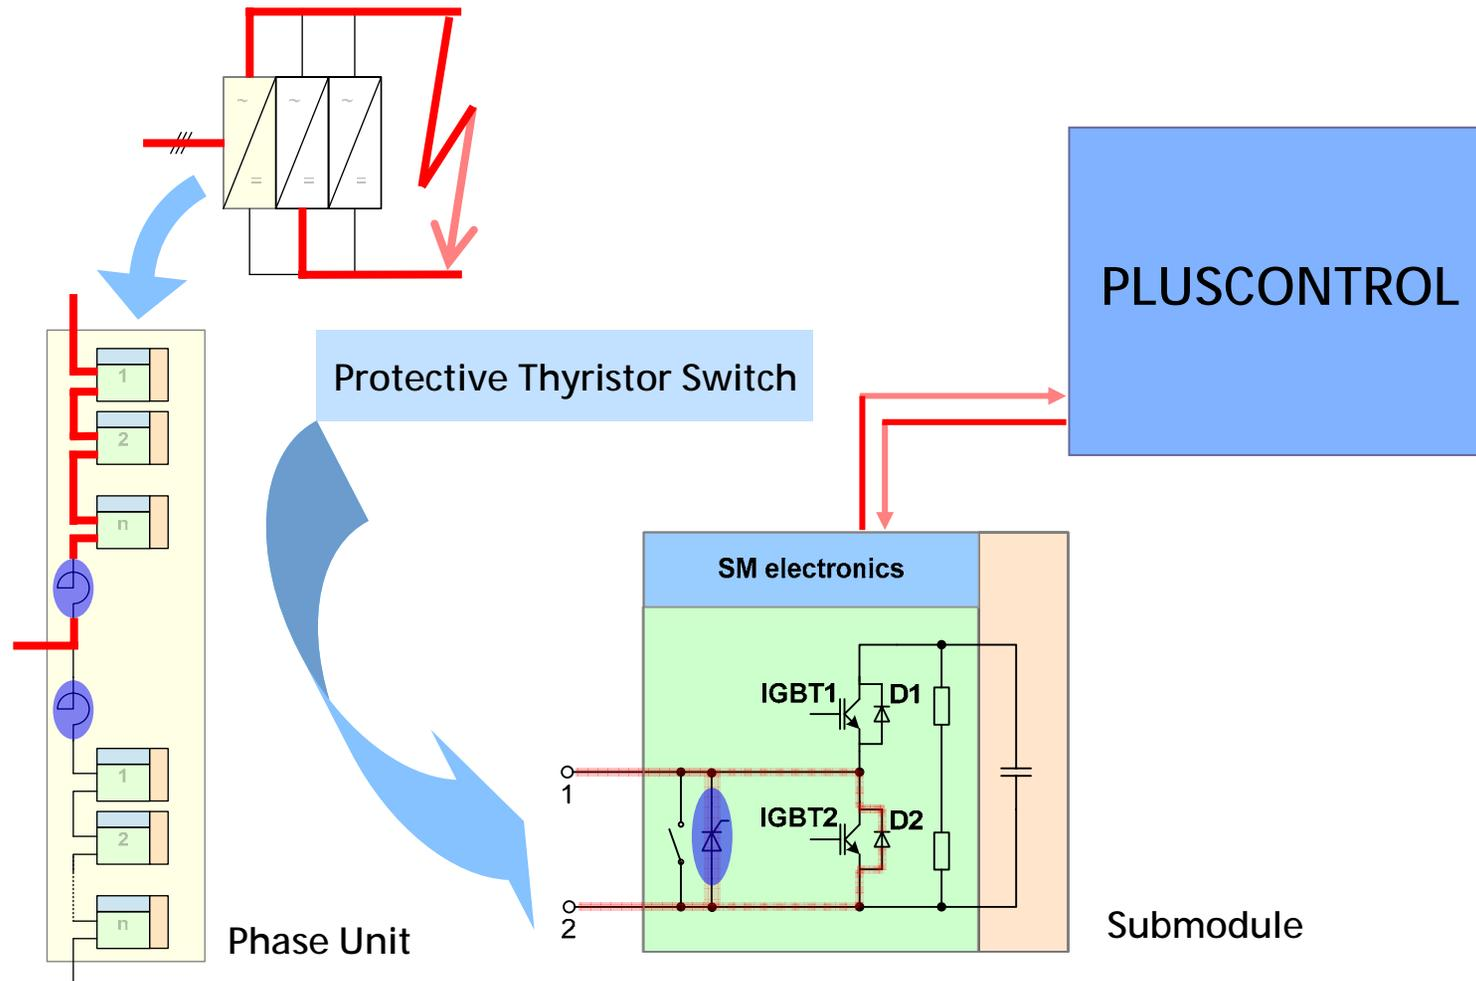 ~ ~ ~
= = =
PLUSCONTROL
Protective Thyristor Switch
1
2
n
1
2
n
Phase Unit
SM electronics
IGBT1 D1
1
IGBT2 D2
2
Submodule